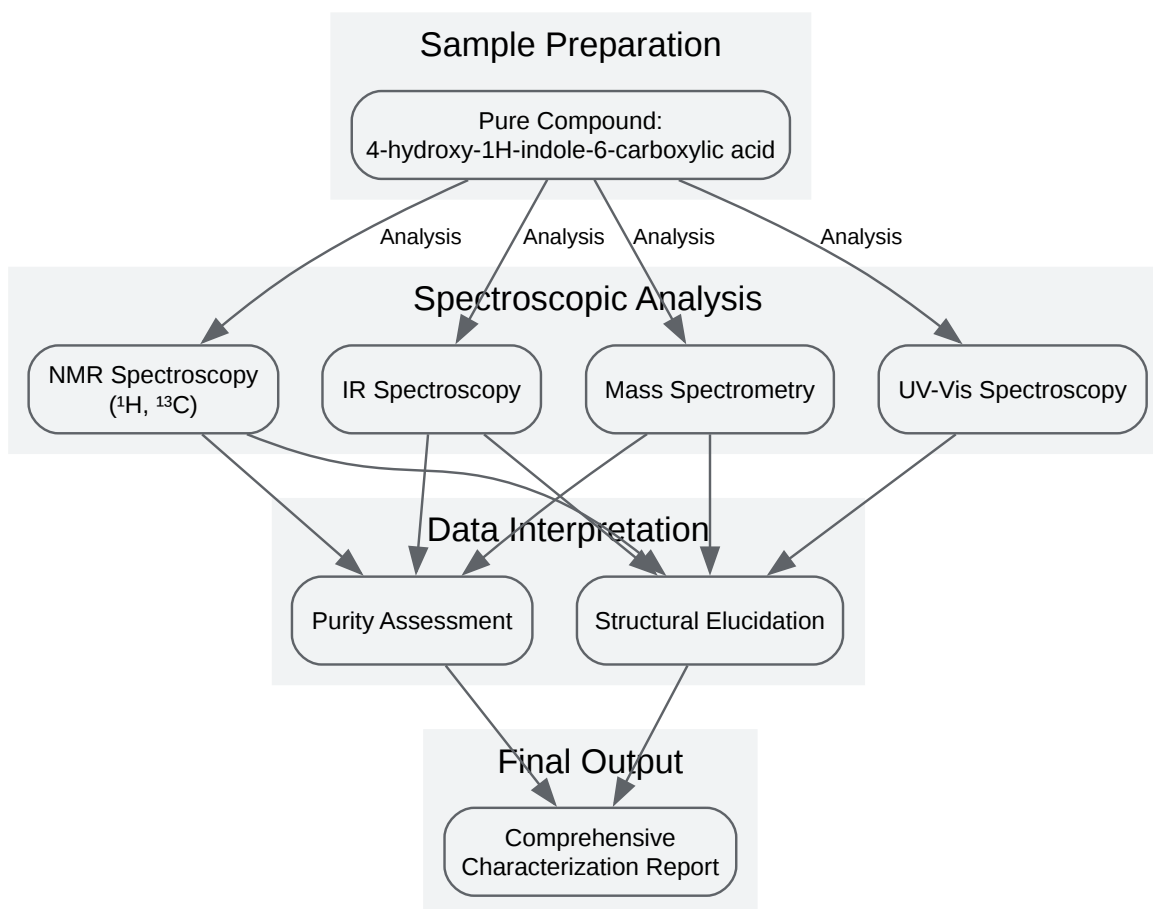 Sample Preparation
Pure Compound:
4-hydroxy-1H-indole-6-carboxylic acid
Analysis
Analysis
Analysis
Analysis
Spectroscopic Analysis
NMR Spectroscopy
(¹H, ¹³C)
IR Spectroscopy
Mass Spectrometry
UV-Vis Spectroscopy
Data Interpretation
Purity Assessment
Structural Elucidation
Final Output
Comprehensive
Characterization Report